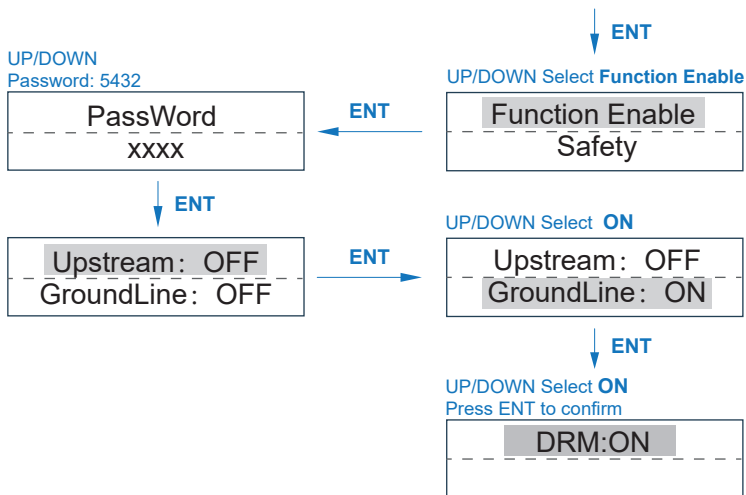 ENT
UP/DOWN Select Function Enable
Function Enable
Safety
ENT
UP/DOWN
Password: 5432
PassWord
xxxx
ENT
Upstream： OFF
GroundLine： OFF
ENT
UP/DOWN Select ON
Upstream： OFF
GroundLine： ON
ENT
UP/DOWN Select ON
Press ENT to confirm
DRM:ON